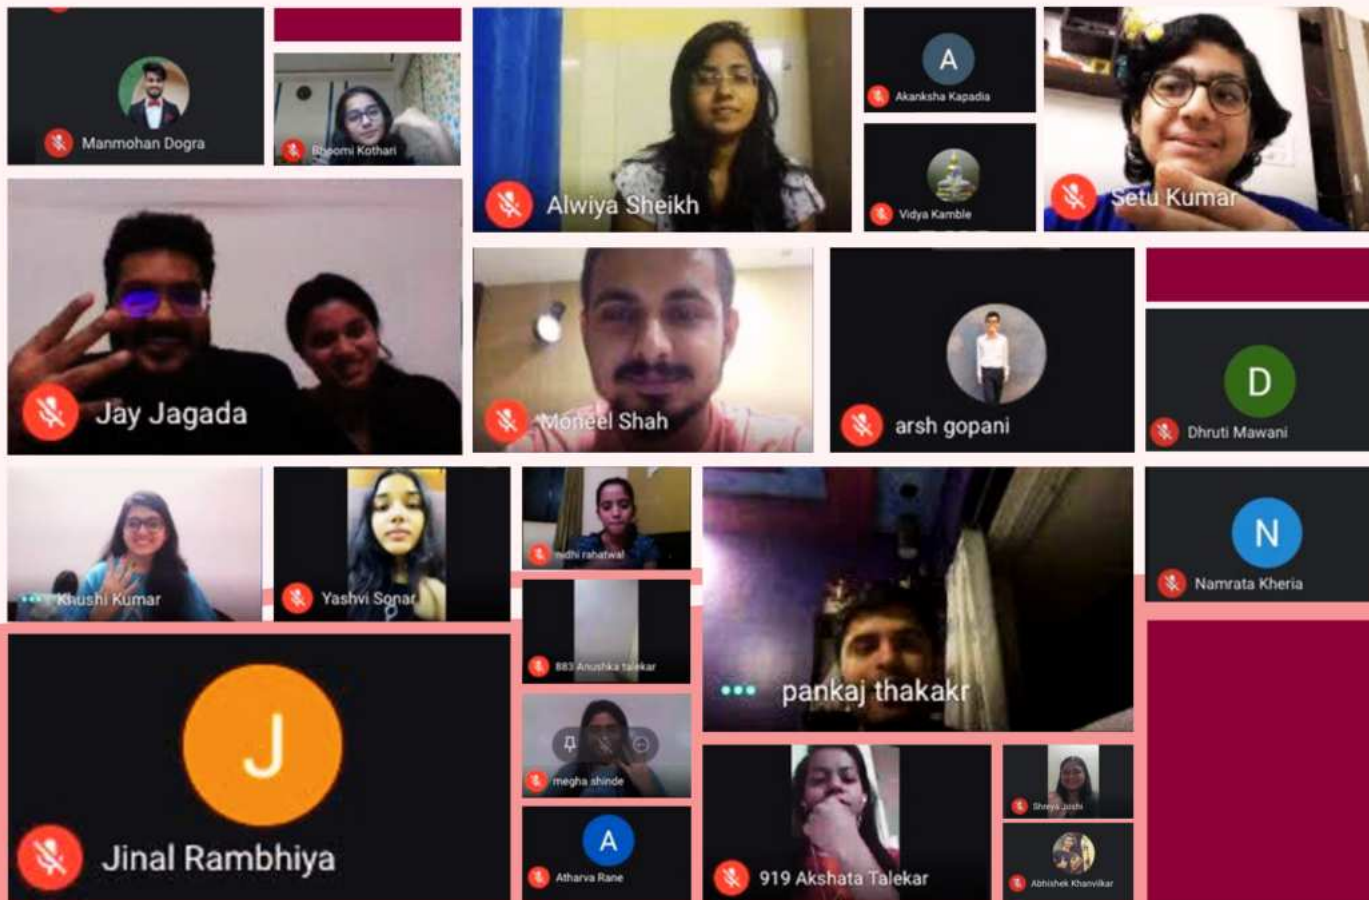 Manmohan Dogra
Bhoomi Kothari
Alwiya Sheikh
A
Akanksha Kapadia
Vidya Kamble
Setu Kumar
Jay Jagada
Moneel Shah
arsh gopani
D
Dhruti Mawani
Khushi Kumar
Yashvi Sonar
nidhi rahatwal
883 Anushka talekar
megha shinde
A
Atharva Rane
pankaj thakakr
N
Namrata Kheria
J
Jinal Rambhiya
919 Akshata Talekar
Shreya Joshi
Abhishek Khanvilkar